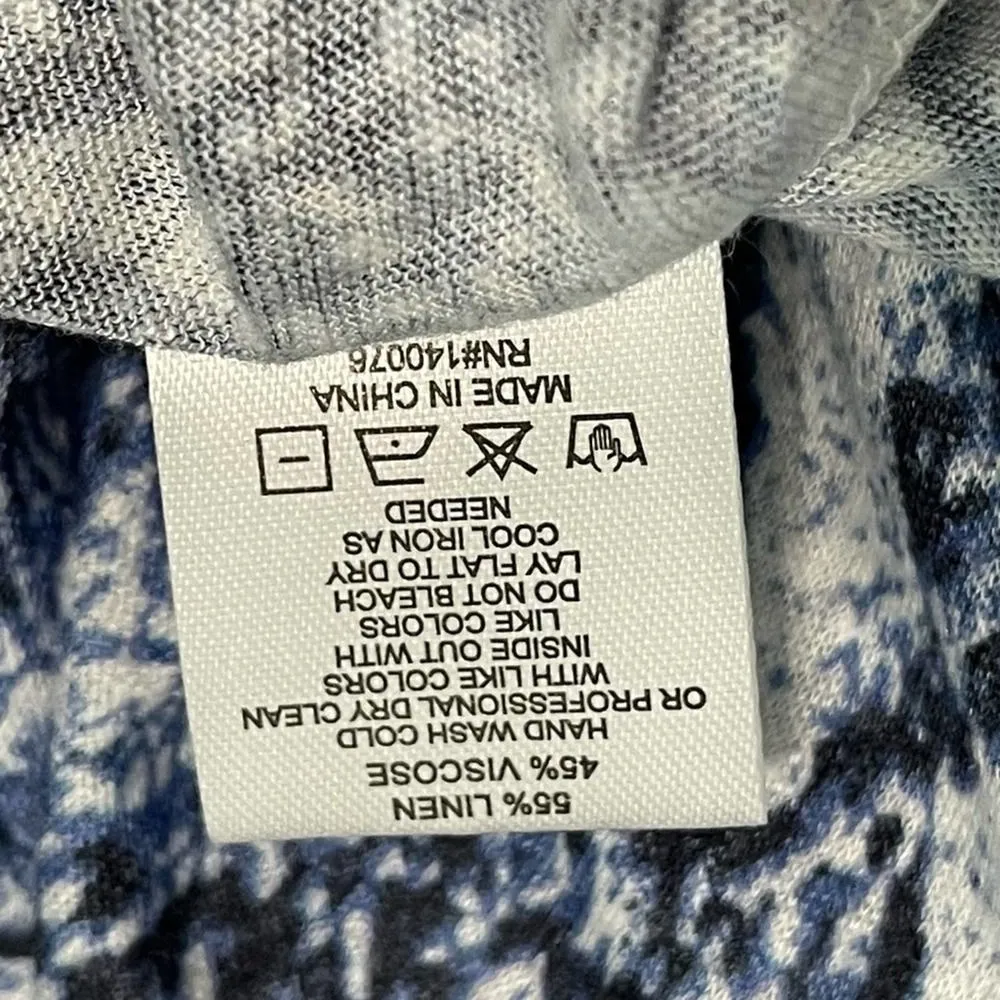 55% LINEN
45% VISCOSE
HAND WASH COLD
OR PROFESSIONAL DRY CLEAN
WITH LIKE COLORS
INSIDE OUT WITH
LIKE COLORS
DO NOT BLEACH
LAY FLAT TO DRY
COOL IRON AS
NEEDED
MADE IN CHINA
RN#140076